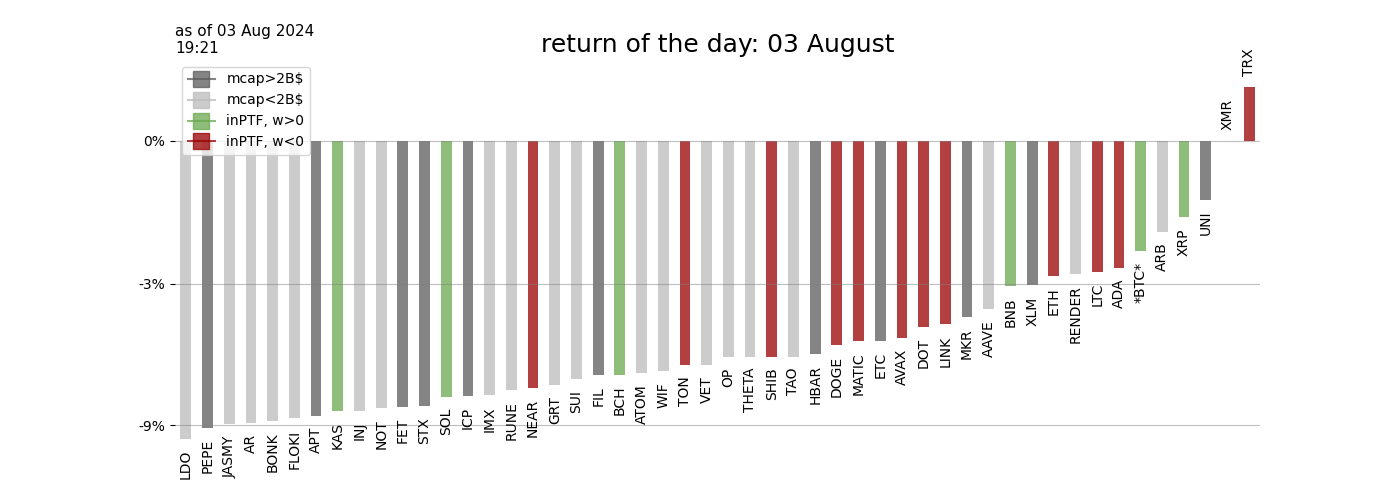 as of 03 Aug 2024
19:21
return of the day: 03 August
mcap>2B$
mcap<2B$
inPTF, w>0
inPTF, w<0
0%
-3%
-9%
LDO
PEPE
JASMY
AR
BONK
FLOKI
APT
KAS
INJ
NOT
FET
STX
SOL
ICP
IMX
RUNE
NEAR
GRT
SUI
FIL
BCH
ATOM
WIF
TON
VET
OP
THETA
SHIB
TAO
HBAR
DOGE
MATIC
ETC
AVAX
DOT
LINK
MKR
AAVE
BNB
XLM
ETH
RENDER
LTC
ADA
*BTC*
ARB
XRP
UNI
XMR
TRX